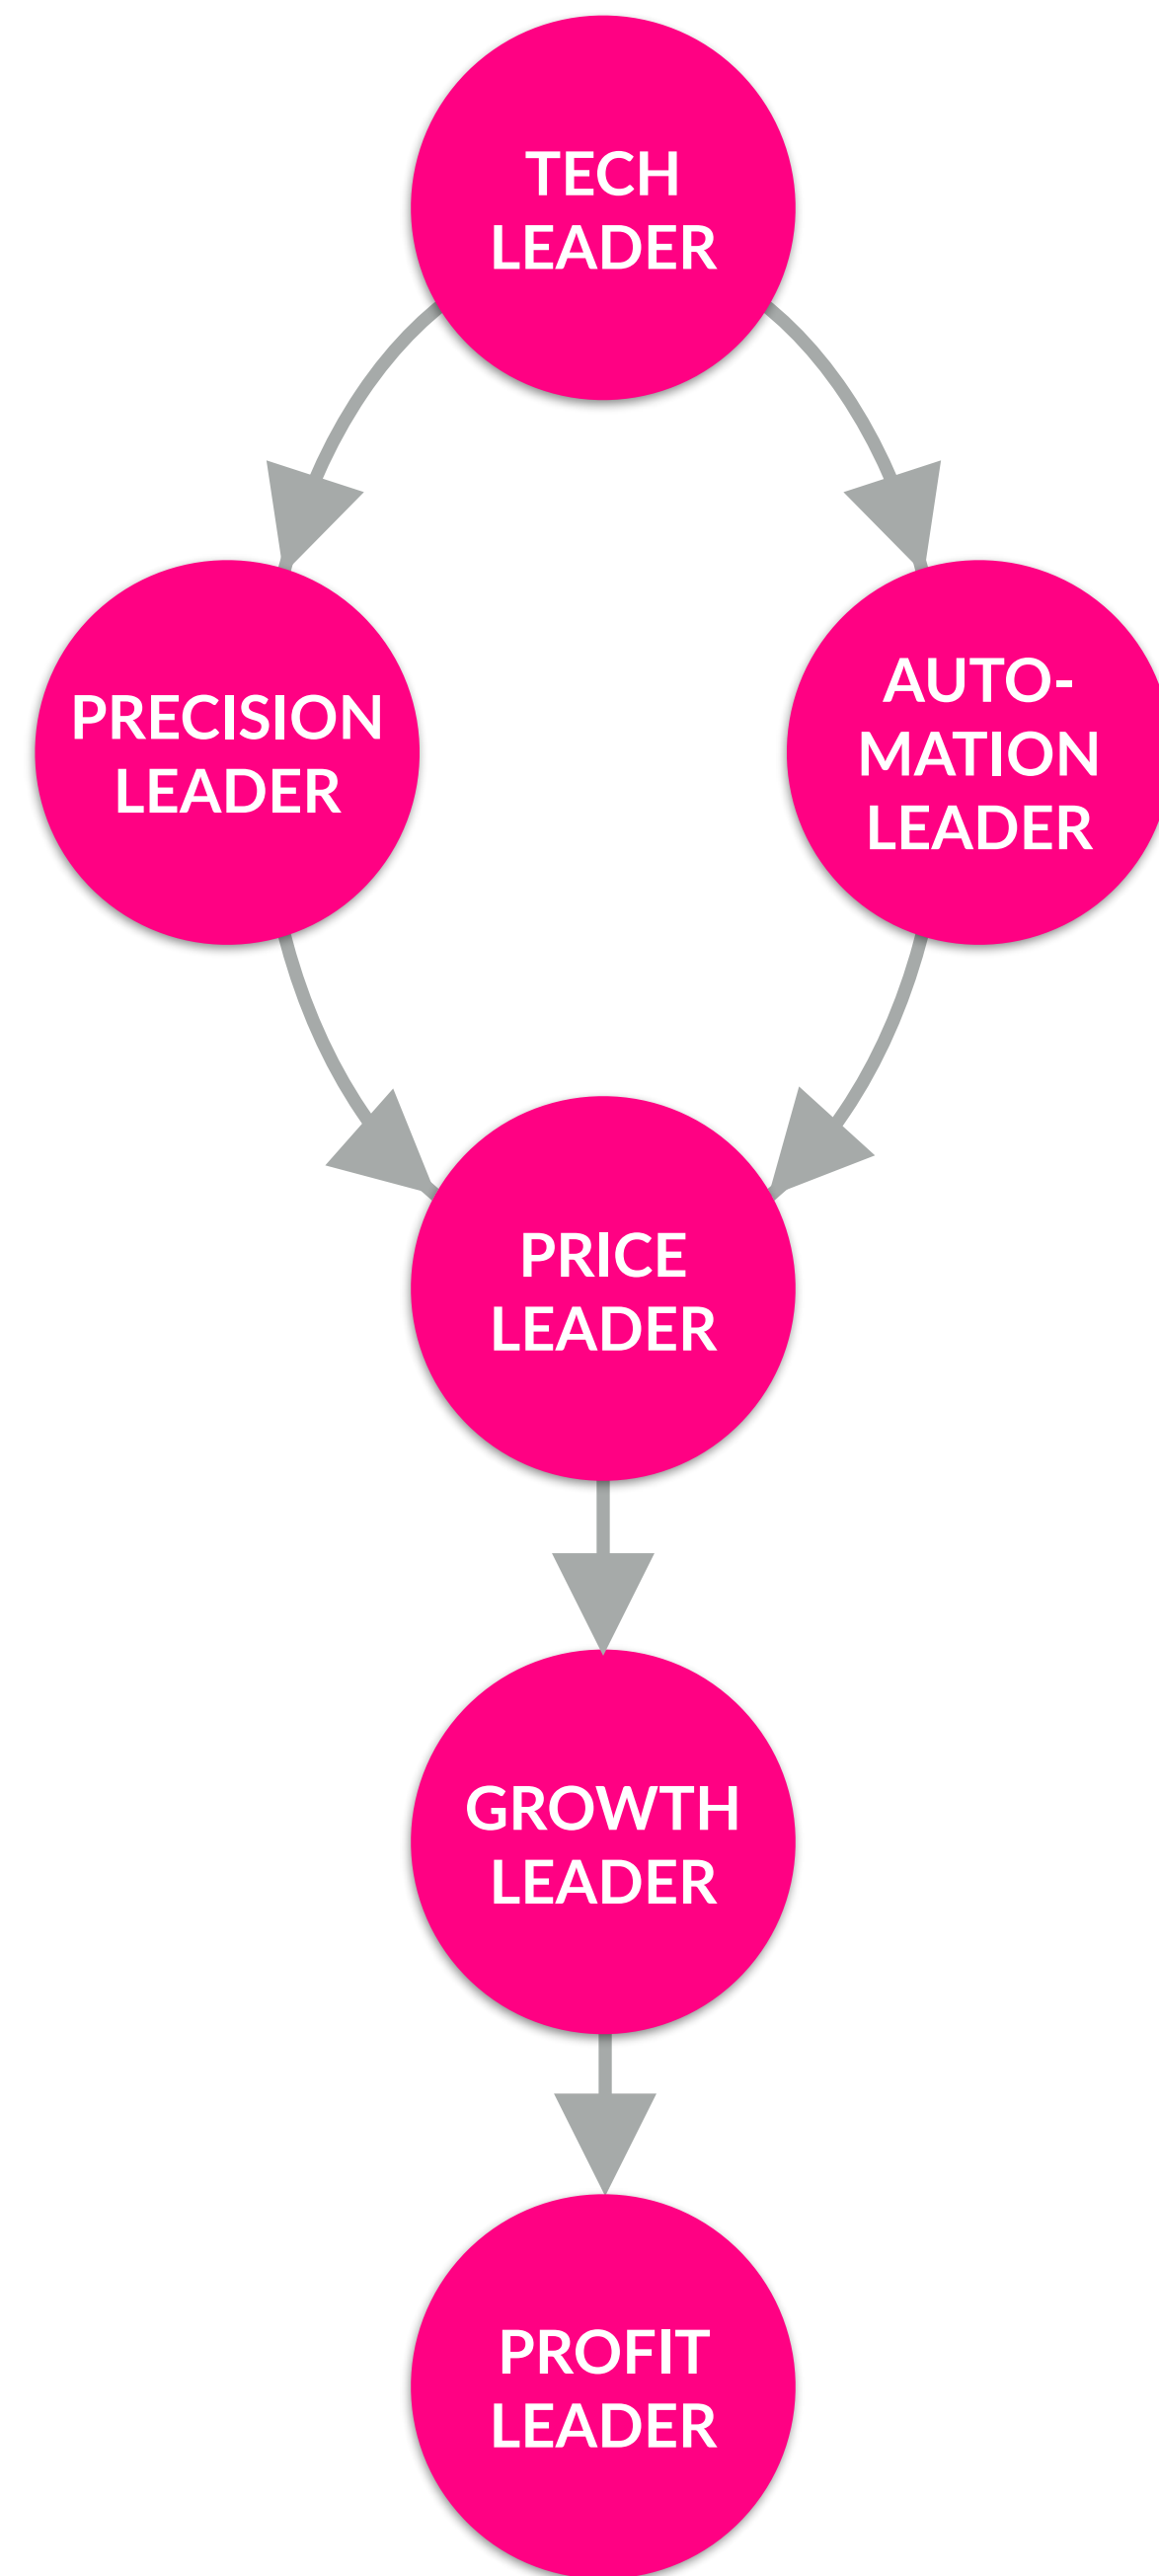 TECH
LEADER
PRECISION
LEADER
AUTO-
MATION
LEADER
PRICE
LEADER
GROWTH
LEADER
PROFIT
LEADER